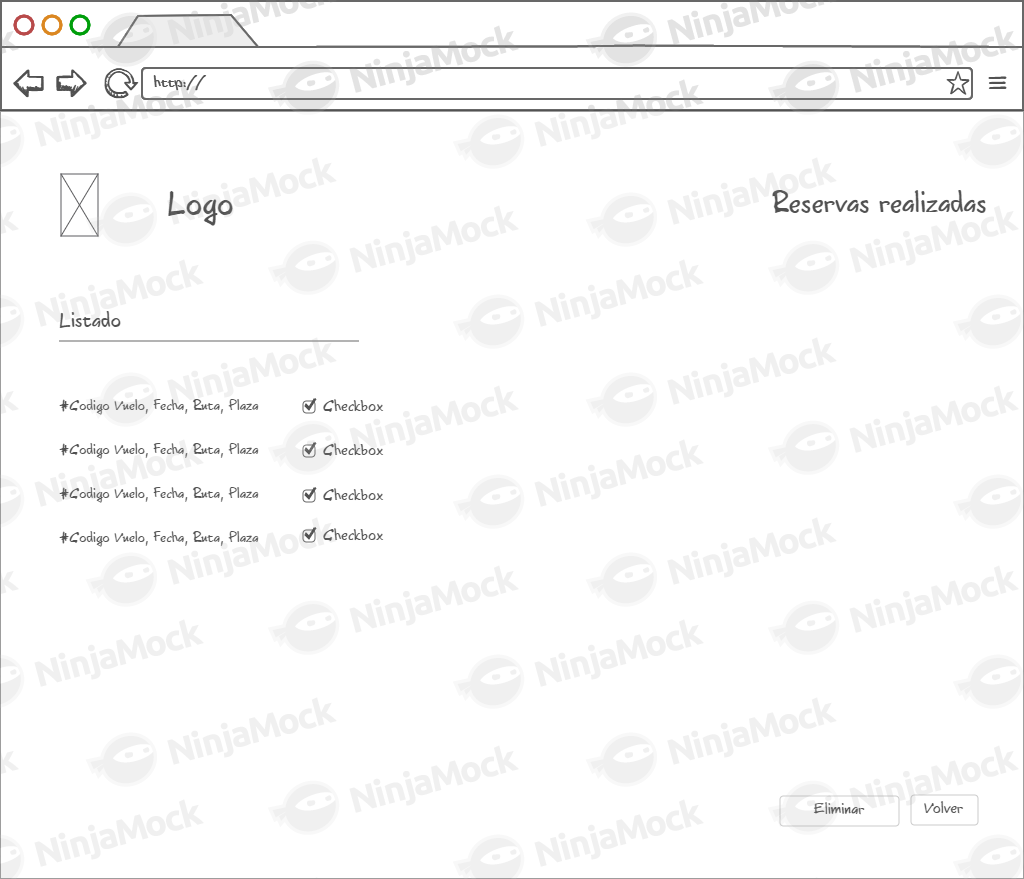 http://
Logo
Reservas realizadas
Listado
#Codigo Vuelo, Fecha, Ruta, Plaza
Checkbox
#Codigo Vuelo, Fecha, Ruta, Plaza
Checkbox
#Codigo Vuelo, Fecha, Ruta, Plaza
Checkbox
#Codigo Vuelo, Fecha, Ruta, Plaza
Checkbox
Eliminar
Volver
NinjaMock